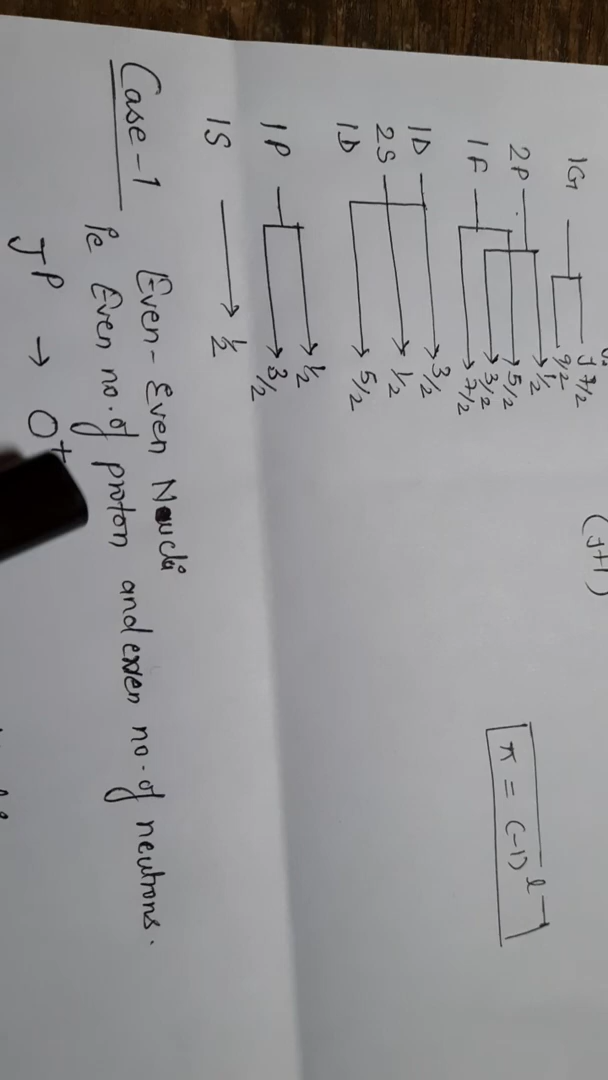 1G 7/2
9/2
(J+1)
2P 1/2
5/2
1F 3/2
7/2
π = (-1)^l
1D 3/2
2S 1/2
1D 5/2
1P 1/2
3/2
1S → 1/2
Case-1 Even-Even Nuclei
ie Even no. of proton and even no. of neutrons.
J^P → 0+